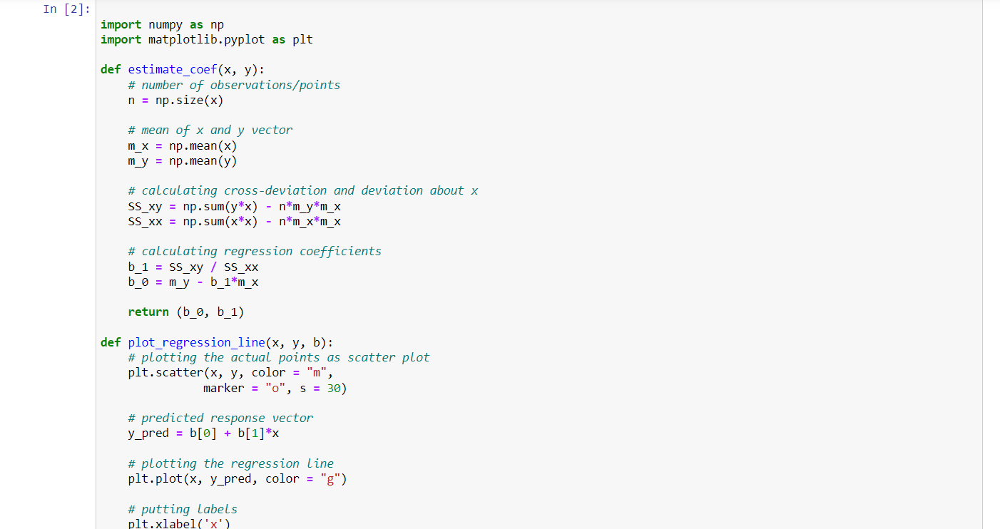 In [2]:
import numpy as np
import matplotlib.pyplot as plt
def estimate_coef(x, y):
# number of observations/points
n = np.size(x)
# mean of x and y vector
m_x = np.mean(x)
m_y = np.mean(y)
# calculating cross-deviation and deviation about x
SS_xy = np.sum(y*x) - n*m_y*m_x
SS_xx = np.sum(x*x) - n*m_x*m_x
# calculating regression coefficients
b_1 = SS_xy / SS_xx
b_0 = m_y - b_1*m_x
return (b_0, b_1)
def plot_regression_line(x, y, b):
# plotting the actual points as scatter plot
plt.scatter(x, y, color = "m",
marker = "o", s = 30)
# predicted response vector
y_pred = b[0] + b[1]*x
# plotting the regression line
plt.plot(x, y_pred, color = "g")
# putting labels
plt.xlabel('x')